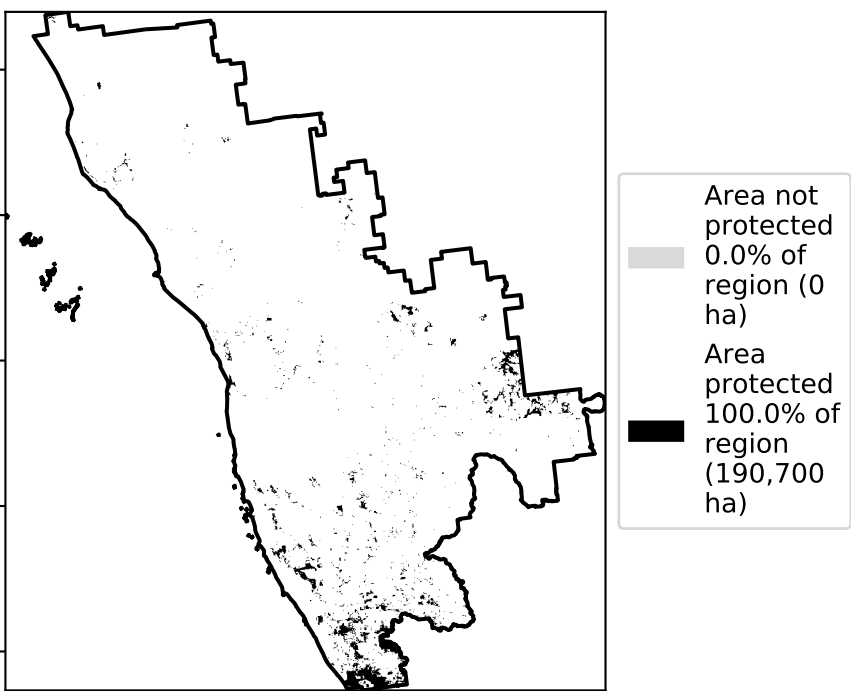 Area not
protected
0.0% of
region (0
ha)
Area
protected
100.0% of
region
(190,700
ha)